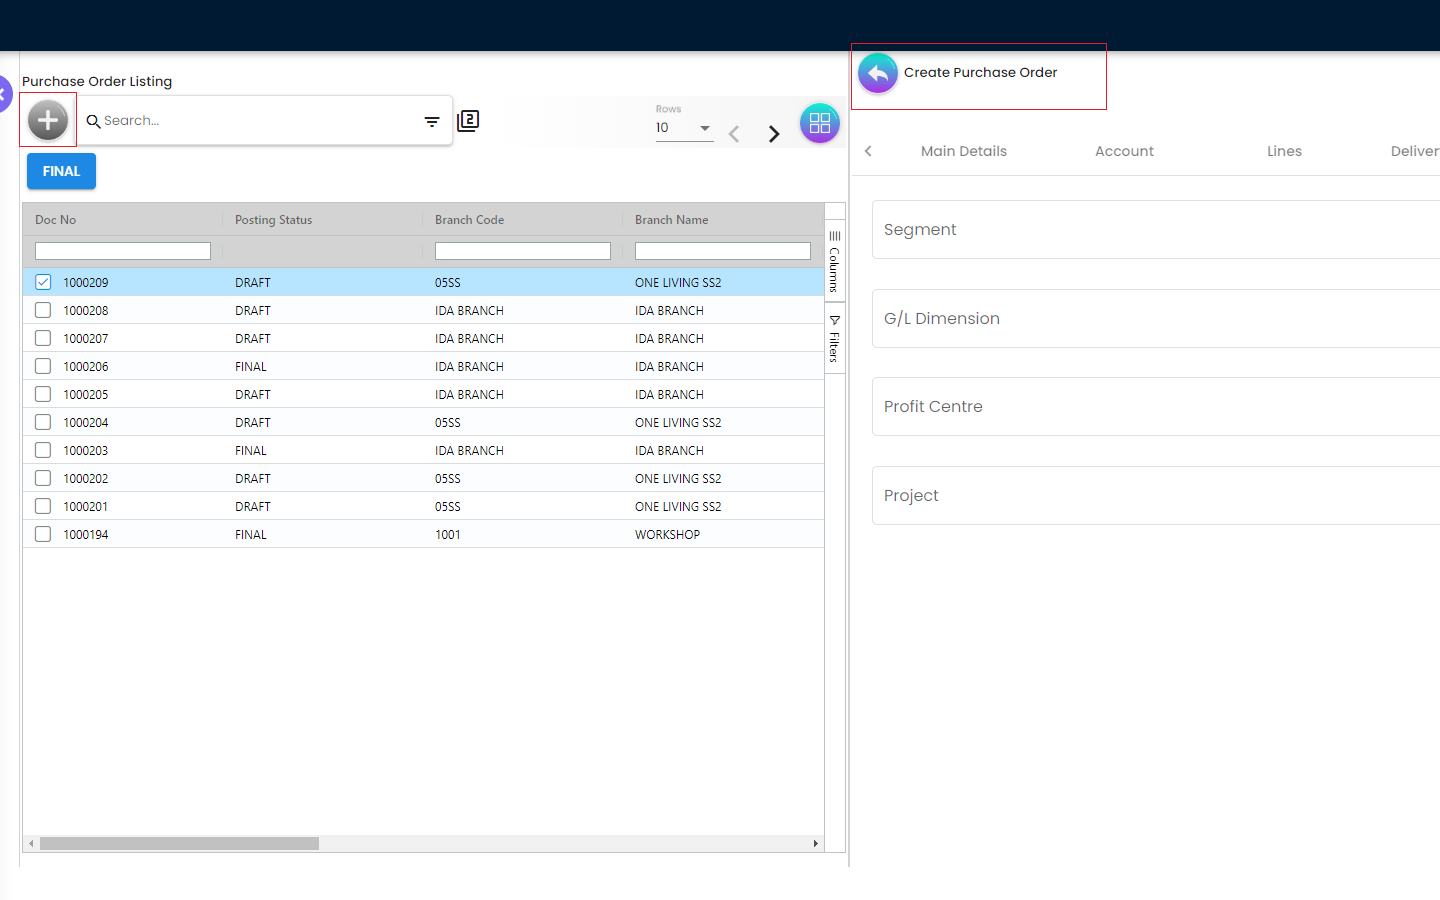 Purchase Order Listing
Search...
2
Rows
10
FINAL
Doc No Posting Status Branch Code Branch Name
1000209 DRAFT 05SS ONE LIVING SS2
1000208 DRAFT IDA BRANCH IDA BRANCH
1000207 DRAFT IDA BRANCH IDA BRANCH
1000206 FINAL IDA BRANCH IDA BRANCH
1000205 DRAFT IDA BRANCH IDA BRANCH
1000204 DRAFT 05SS ONE LIVING SS2
1000203 FINAL IDA BRANCH IDA BRANCH
1000202 DRAFT 05SS ONE LIVING SS2
1000201 DRAFT 05SS ONE LIVING SS2
1000194 FINAL 1001 WORKSHOP
Columns
Filters
Create Purchase Order
Main Details Account Lines Deliver
Segment
G/L Dimension
Profit Centre
Project